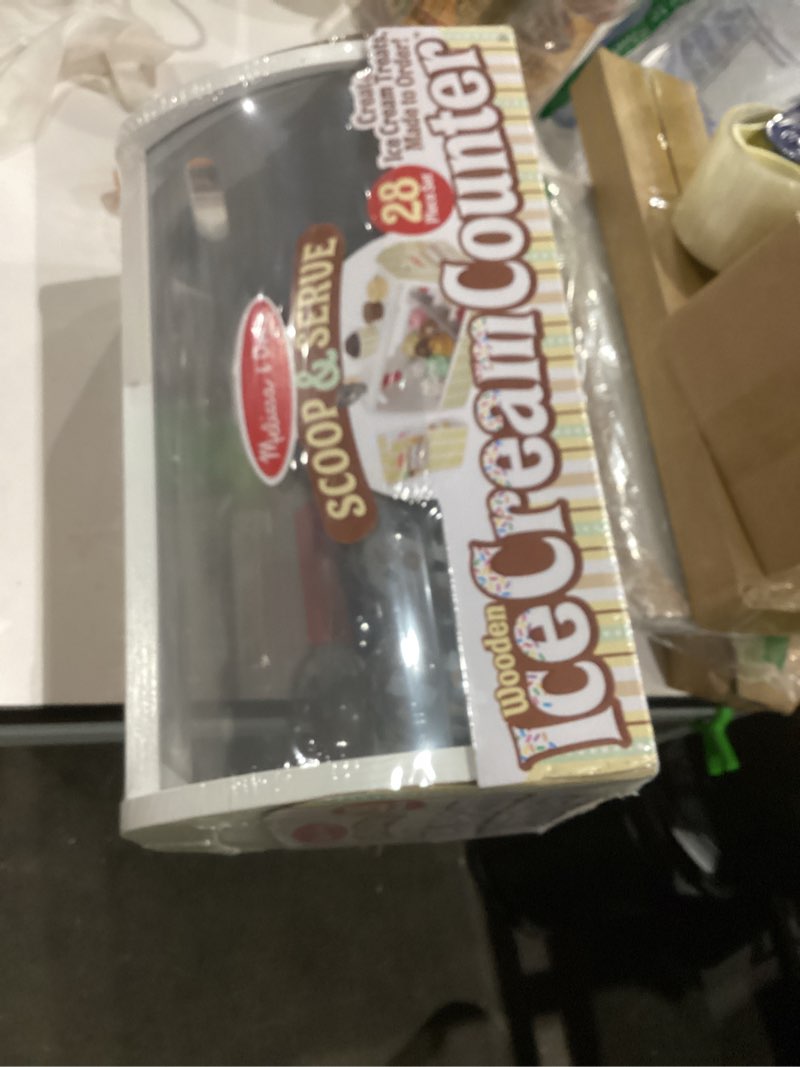 Create
Ice Cream Treats,
Made to Order!
28
Piece Set
Melissa & Doug
SCOOP & SERVE
Wooden
Ice Cream Counter